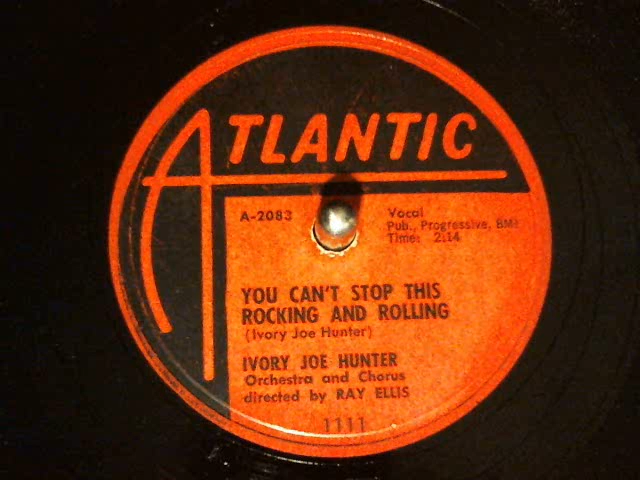 ATLANTIC
A-2083
Vocal
Pub., Progressive, BMI
Time: 2:14
YOU CAN'T STOP THIS
ROCKING AND ROLLING
(Ivory Joe Hunter)
IVORY JOE HUNTER
Orchestra and Chorus
directed by RAY ELLIS
1111